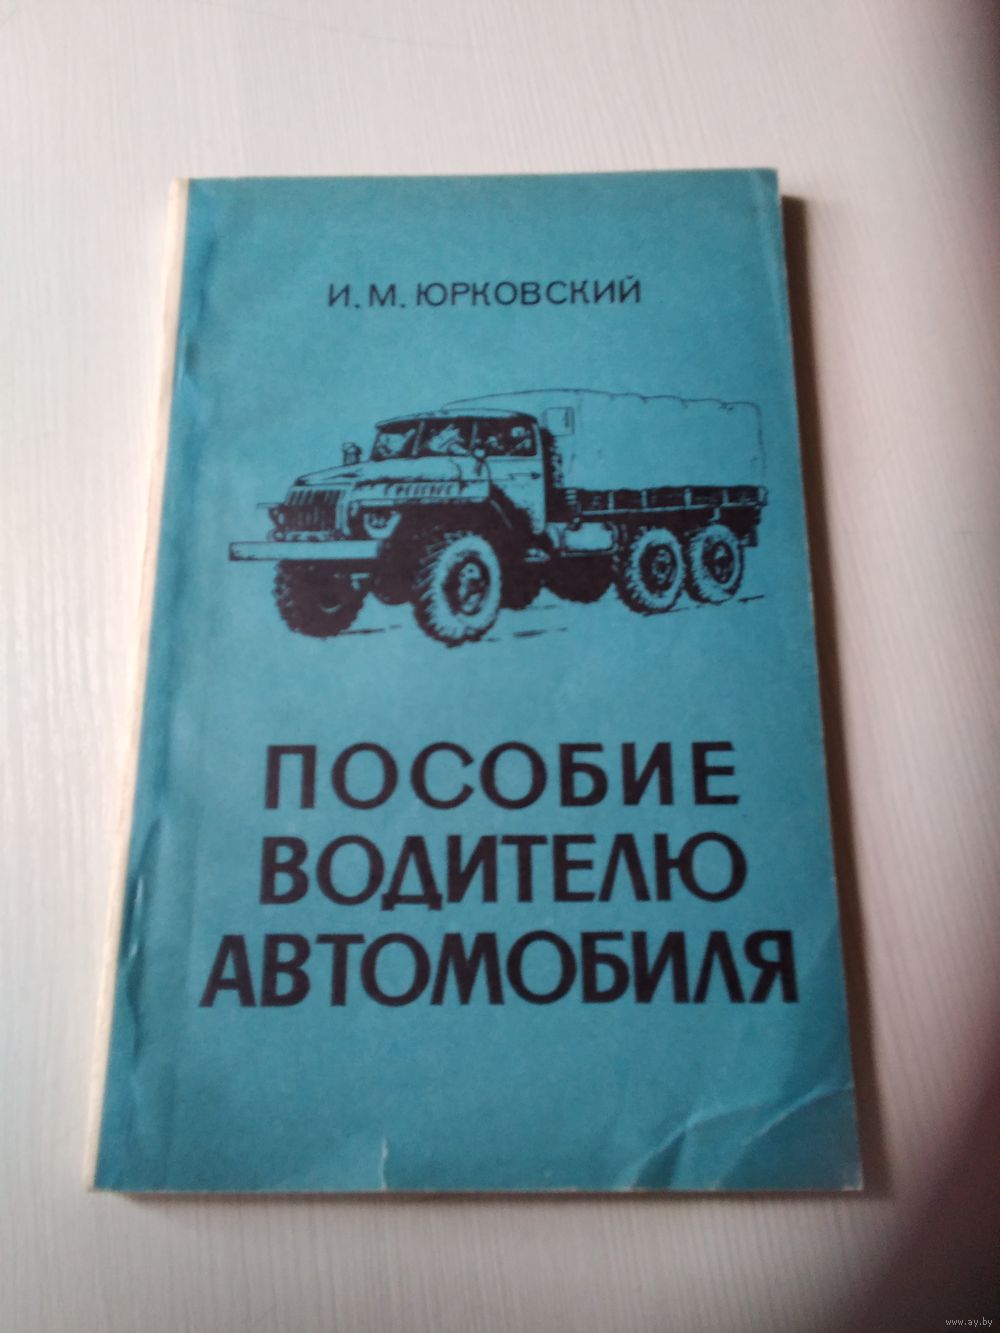 И. М. ЮРКОВСКИЙ
ПОСОБИЕ
ВОДИТЕЛЮ
АВТОМОБИЛЯ
www.ay.by